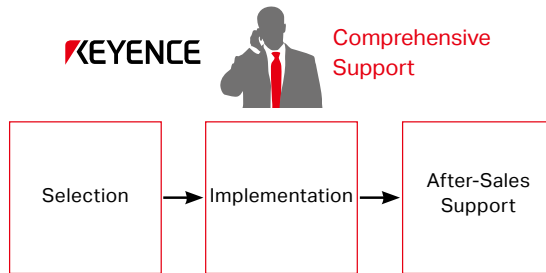 KEYENCE
Comprehensive
Support
Selection
Implementation
After-Sales
Support